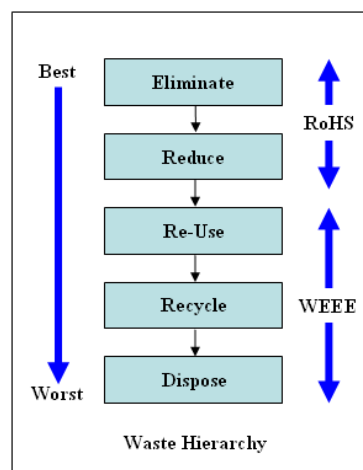 Best
Eliminate
RoHS
Reduce
Re-Use
Recycle
WEEE
Dispose
Worst
Waste Hierarchy